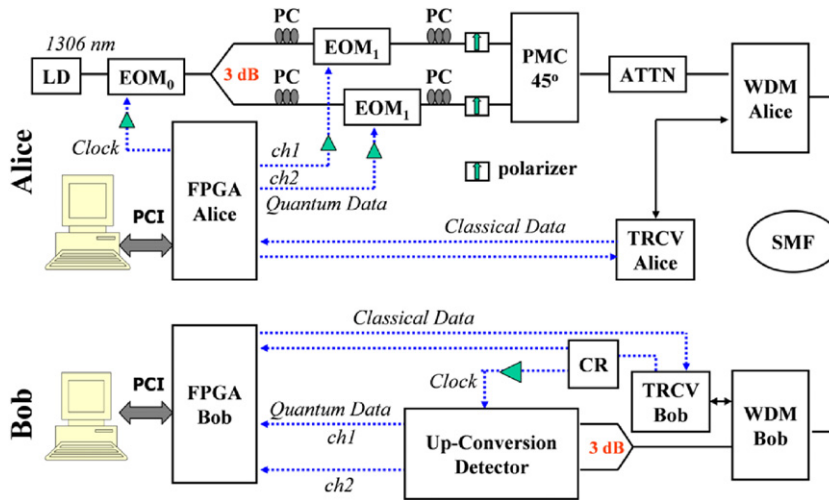 1306 nm
LD
EOM0
3 dB
PC
EOM1
PC
PC
EOM1
PC
PMC
45º
ATTN
WDM
Alice
Alice
Clock
ch1
ch2
Quantum Data
polarizer
PCI
FPGA
Alice
Classical Data
TRCV
Alice
SMF
Bob
PCI
FPGA
Bob
Classical Data
CR
Clock
TRCV
Bob
WDM
Bob
Quantum Data
ch1
ch2
Up-Conversion
Detector
3 dB